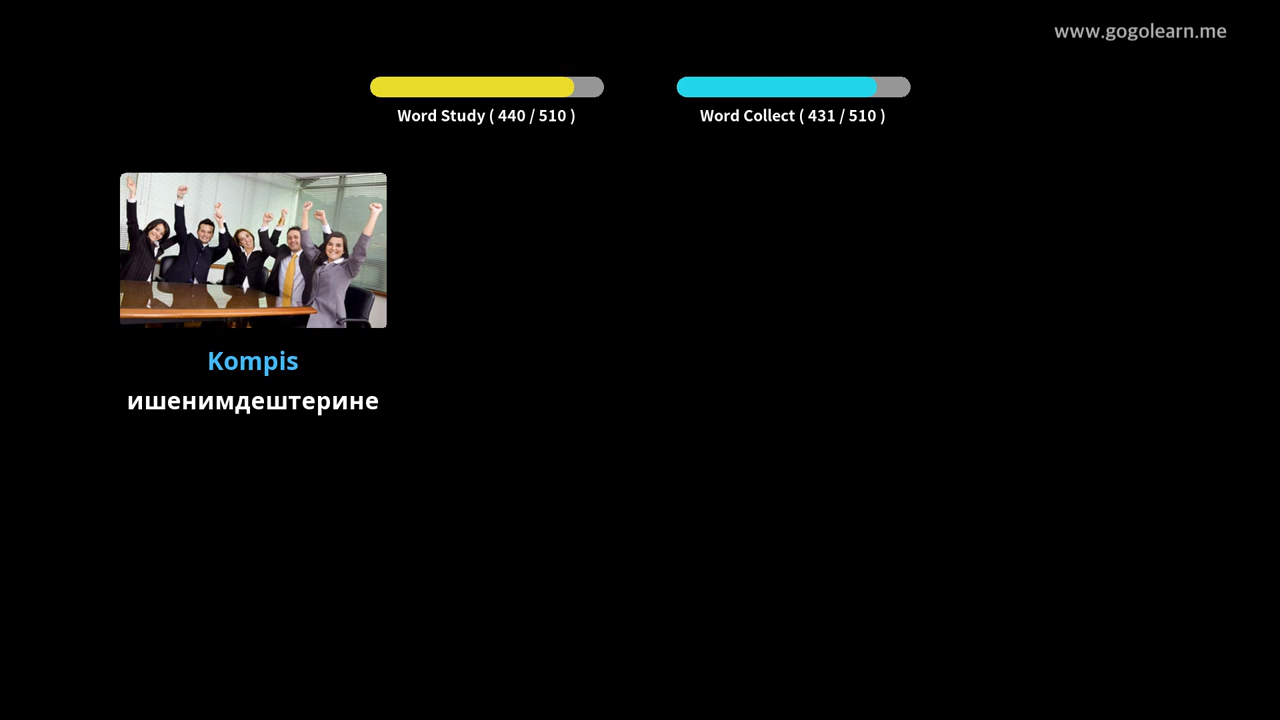 www.gogolearn.me
Word Study ( 440 / 510 )
Word Collect ( 431 / 510 )
Kompis
ишенимдештерине